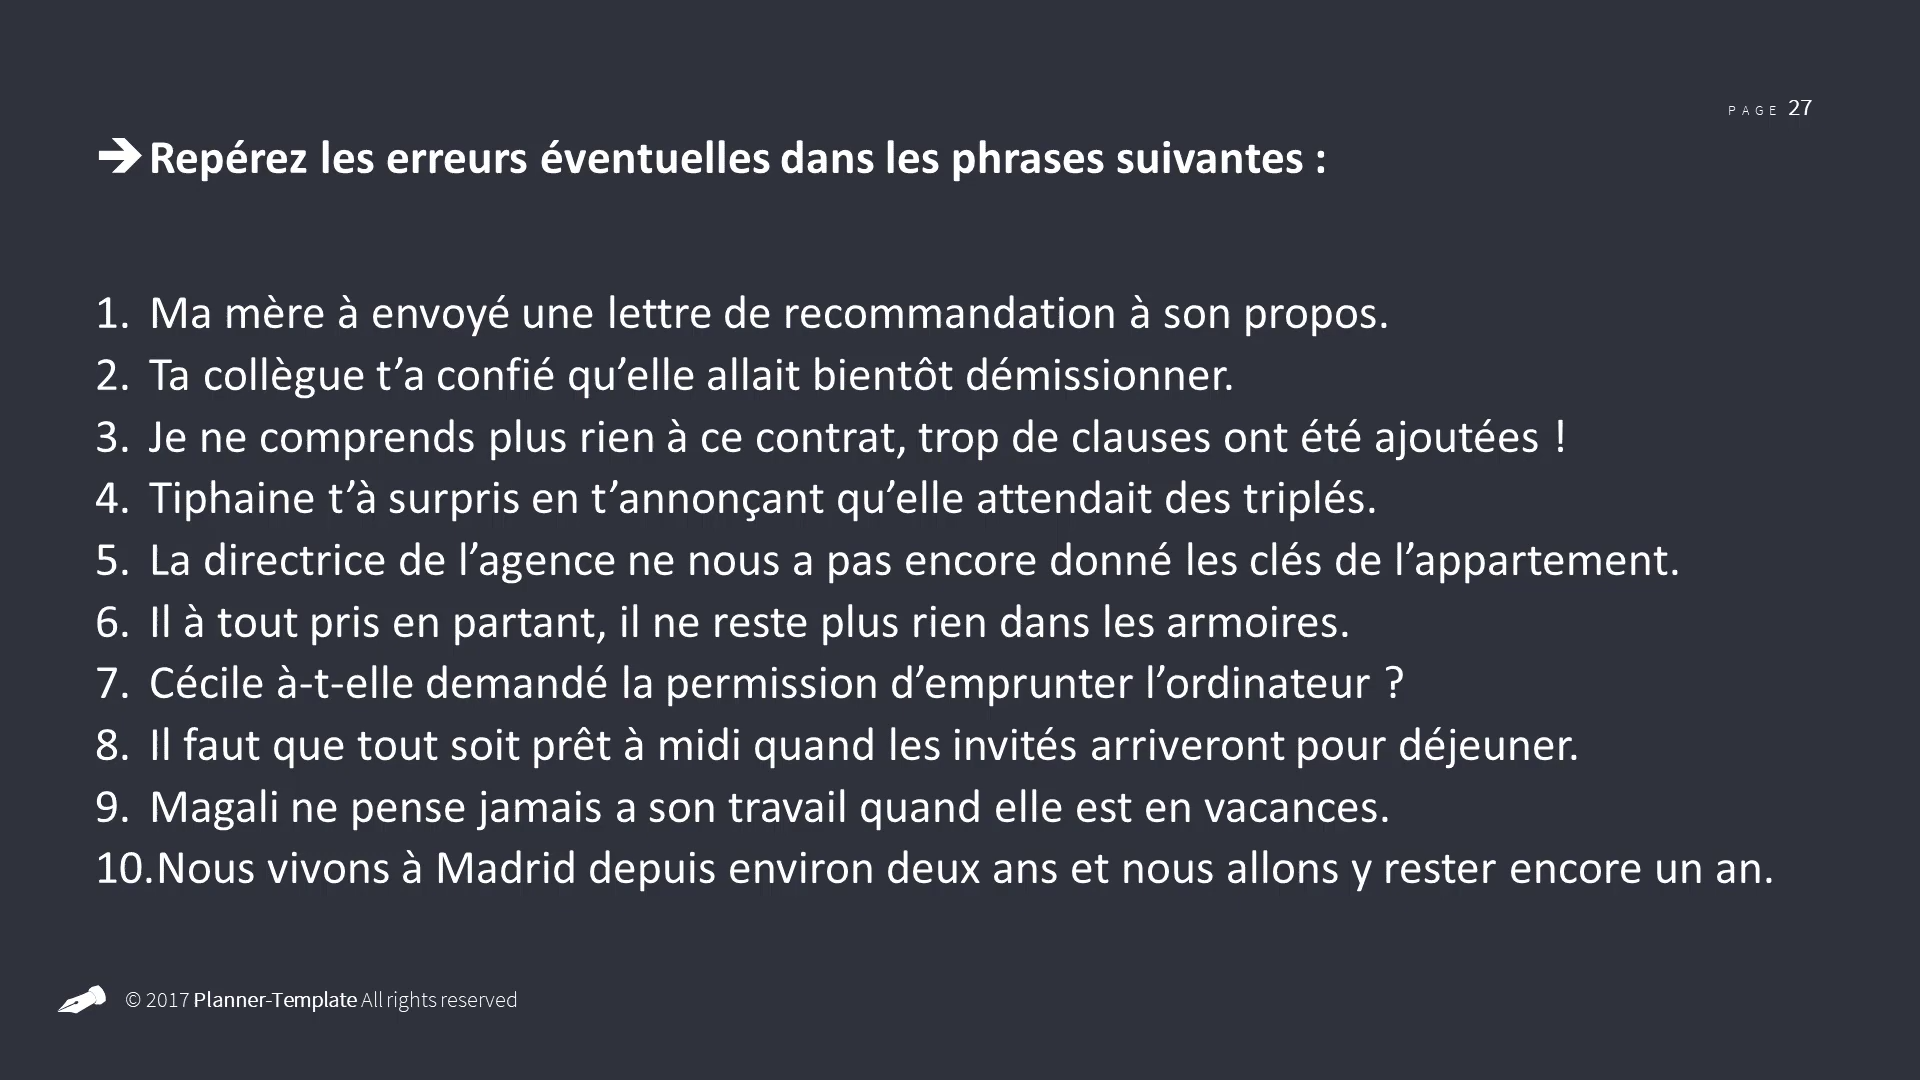 PAGE 27
➔ Repérez les erreurs éventuelles dans les phrases suivantes :
1. Ma mère à envoyé une lettre de recommandation à son propos.
2. Ta collègue t’a confié qu’elle allait bientôt démissionner.
3. Je ne comprends plus rien à ce contrat, trop de clauses ont été ajoutées !
4. Tiphaine t’à surpris en t’annonçant qu’elle attendait des triplés.
5. La directrice de l’agence ne nous a pas encore donné les clés de l’appartement.
6. Il à tout pris en partant, il ne reste plus rien dans les armoires.
7. Cécile à-t-elle demandé la permission d’emprunter l’ordinateur ?
8. Il faut que tout soit prêt à midi quand les invités arriveront pour déjeuner.
9. Magali ne pense jamais a son travail quand elle est en vacances.
10.Nous vivons à Madrid depuis environ deux ans et nous allons y rester encore un an.
© 2017 Planner-Template All rights reserved